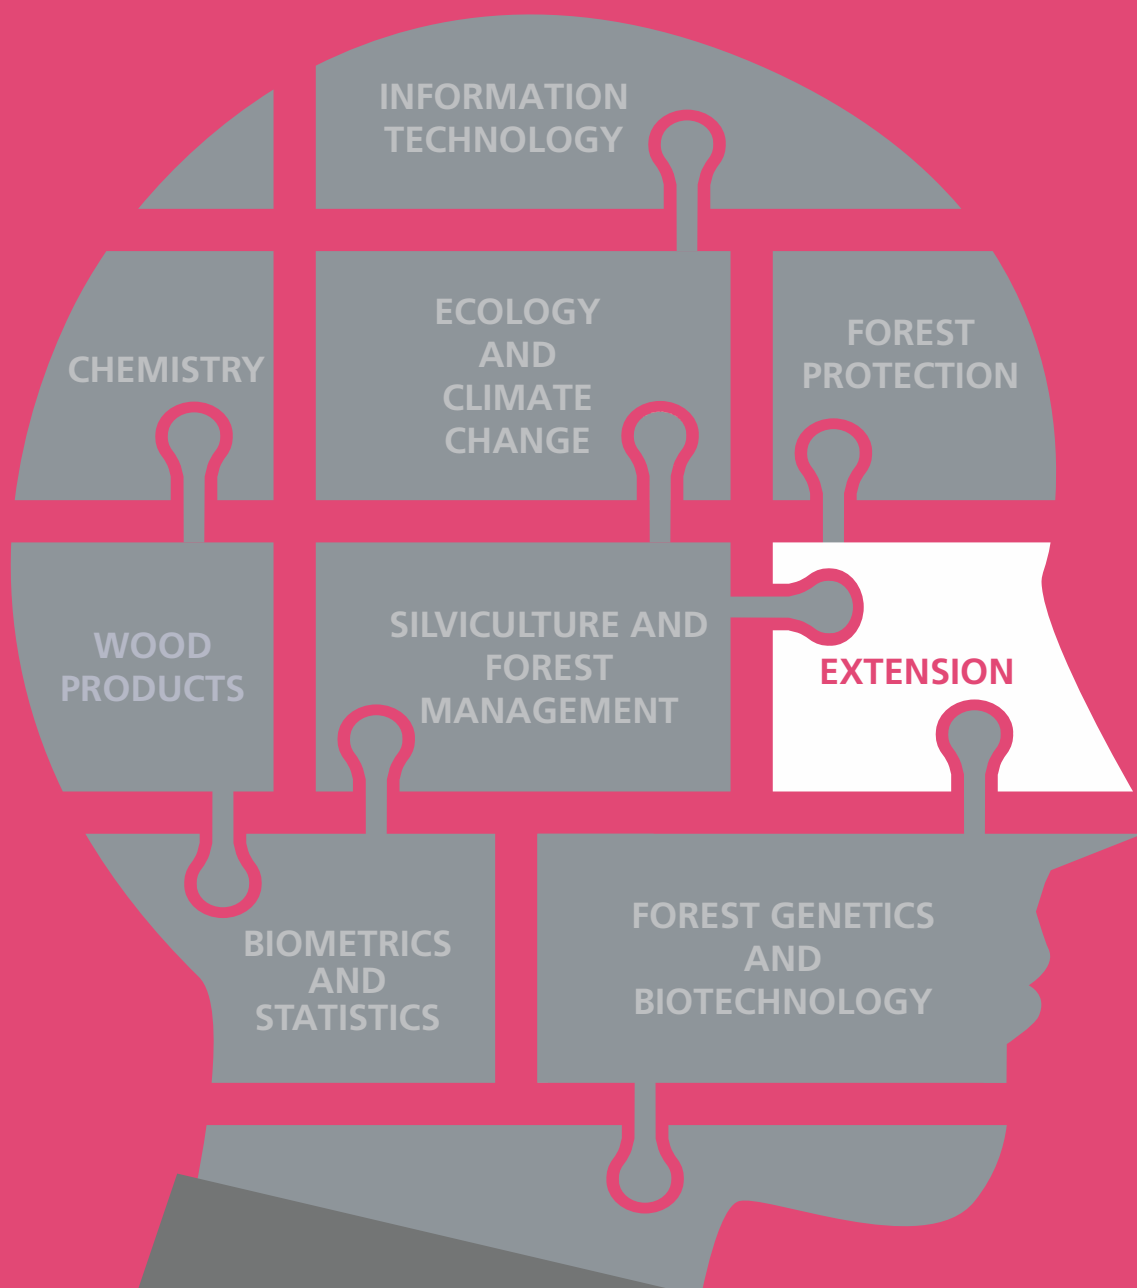 INFORMATION
TECHNOLOGY
CHEMISTRY
ECOLOGY
AND
CLIMATE
CHANGE
FOREST
PROTECTION
WOOD
PRODUCTS
SILVICULTURE AND
FOREST
MANAGEMENT
EXTENSION
BIOMETRICS
AND
STATISTICS
FOREST GENETICS
AND
BIOTECHNOLOGY